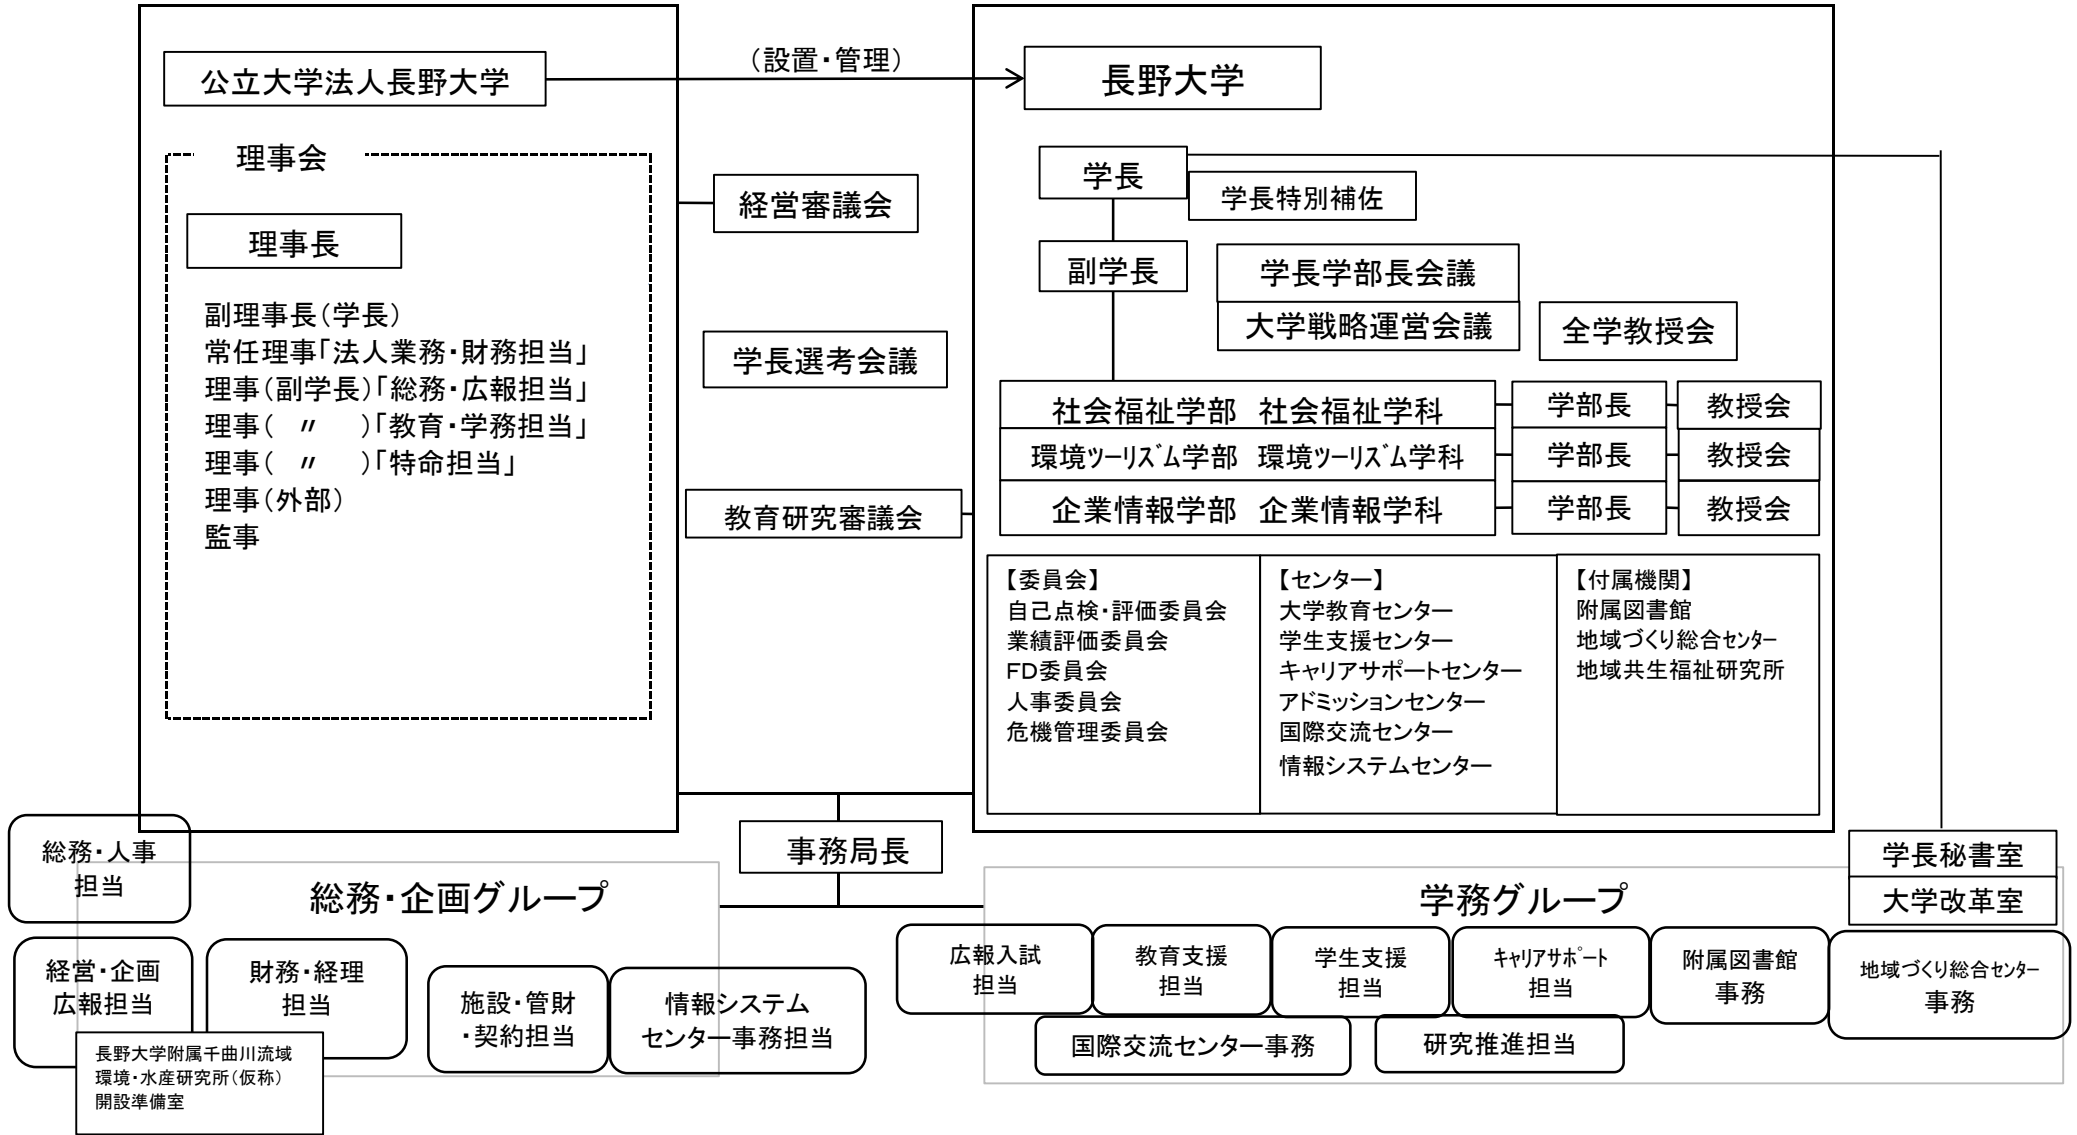 公立大学法人長野大学
(設置・管理)
長野大学
理事会
理事長
副理事長(学長)
常任理事「法人業務・財務担当」
理事(副学長)「総務・広報担当」
理事( 〃 )「教育・学務担当」
理事( 〃 )「特命担当」
理事(外部)
監事
経営審議会
学長選考会議
教育研究審議会
学長
学長特別補佐
副学長
学長学部長会議
大学戦略運営会議
全学教授会
社会福祉学部 社会福祉学科 学部長 教授会
環境ﾂｰﾘｽﾞﾑ学部 環境ﾂｰﾘｽﾞﾑ学科 学部長 教授会
企業情報学部 企業情報学科 学部長 教授会
【委員会】
自己点検・評価委員会
業績評価委員会
FD委員会
人事委員会
危機管理委員会
【センター】
大学教育センター
学生支援センター
キャリアサポートセンター
アドミッションセンター
国際交流センター
情報システムセンター
【付属機関】
附属図書館
地域づくり総合ｾﾝﾀｰ
地域共生福祉研究所
事務局長
総務・人事
担当
総務・企画グループ
経営・企画
広報担当
財務・経理
担当
施設・管財
・契約担当
情報システム
センター事務担当
長野大学附属千曲川流域
環境・水産研究所(仮称)
開設準備室
学長秘書室
大学改革室
学務グループ
広報入試
担当
教育支援
担当
学生支援
担当
ｷｬﾘｱｻﾎﾟｰﾄ
担当
附属図書館
事務
地域づくり総合ｾﾝﾀｰ
事務
国際交流センター事務
研究推進担当